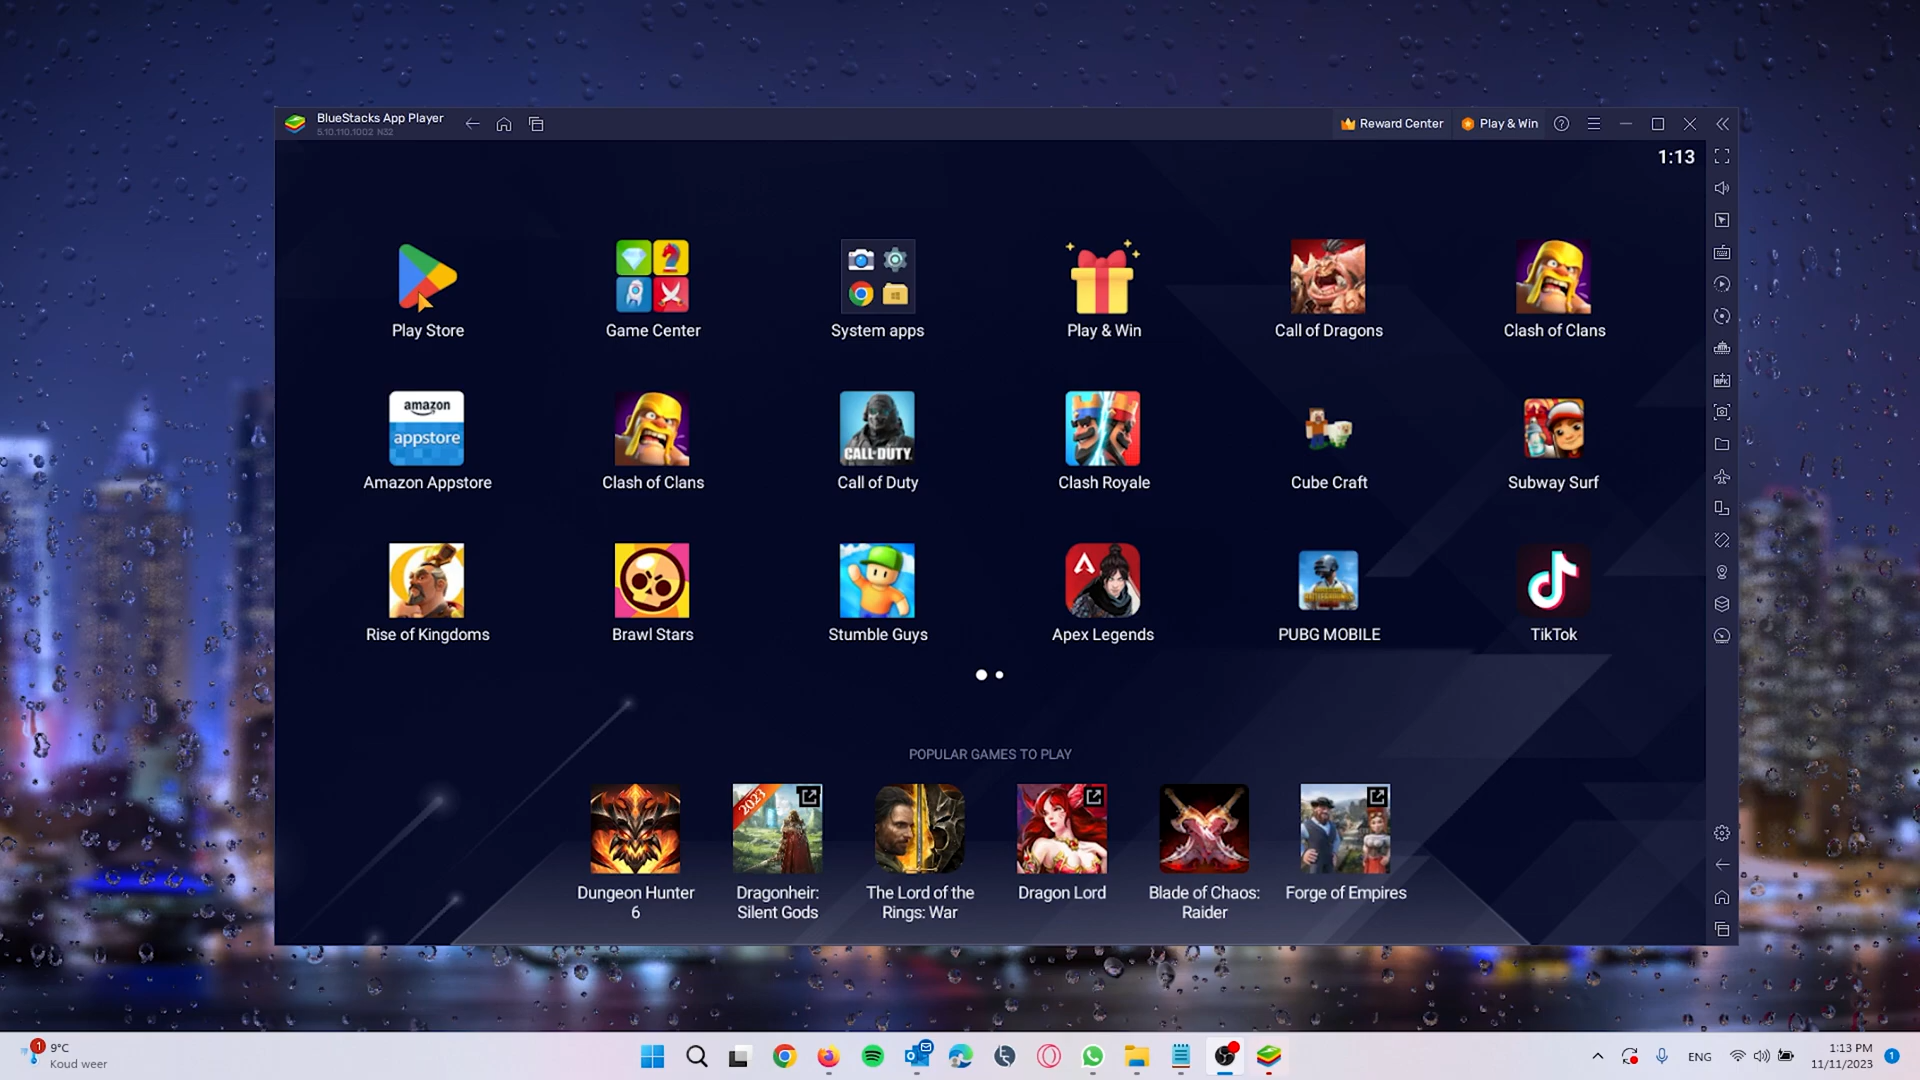 BlueStacks App Player
5.10.110.1002 N32
Reward Center
Play & Win
1:13
Play Store
Game Center
System apps
Play & Win
Call of Dragons
Clash of Clans
amazon
appstore
CALL·DUTY
Amazon Appstore
Clash of Clans
Call of Duty
Clash Royale
Cube Craft
Subway Surf
Rise of Kingdoms
Brawl Stars
Stumble Guys
Apex Legends
PUBG MOBILE
TikTok
APK
POPULAR GAMES TO PLAY
2023
Dungeon Hunter
6
Dragonheir:
Silent Gods
The Lord of the
Rings: War
Dragon Lord
Blade of Chaos:
Raider
Forge of Empires
1
9°C
Koud weer
ENG
1:13 PM
11/11/2023
1